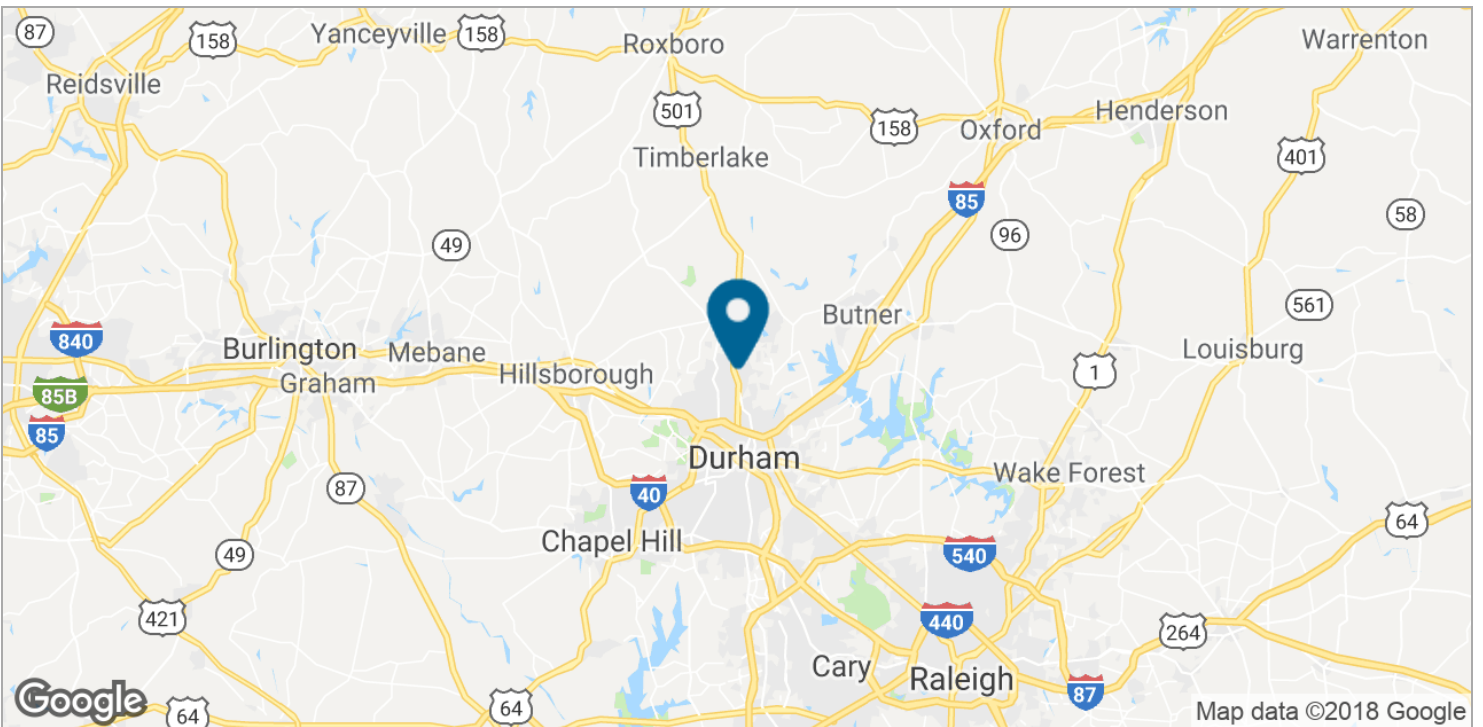 87
158
Yanceyville
158
Roxboro
Warrenton
Reidsville
501
158
Oxford
Henderson
Timberlake
401
85
96
58
49
Butner
561
840
Burlington
Mebane
Hillsborough
Louisburg
1
Graham
85B
85
Durham
Wake Forest
87
40
64
Chapel Hill
49
540
421
440
264
Cary
Raleigh
87
Google
64
64
Map data ©2018 Google